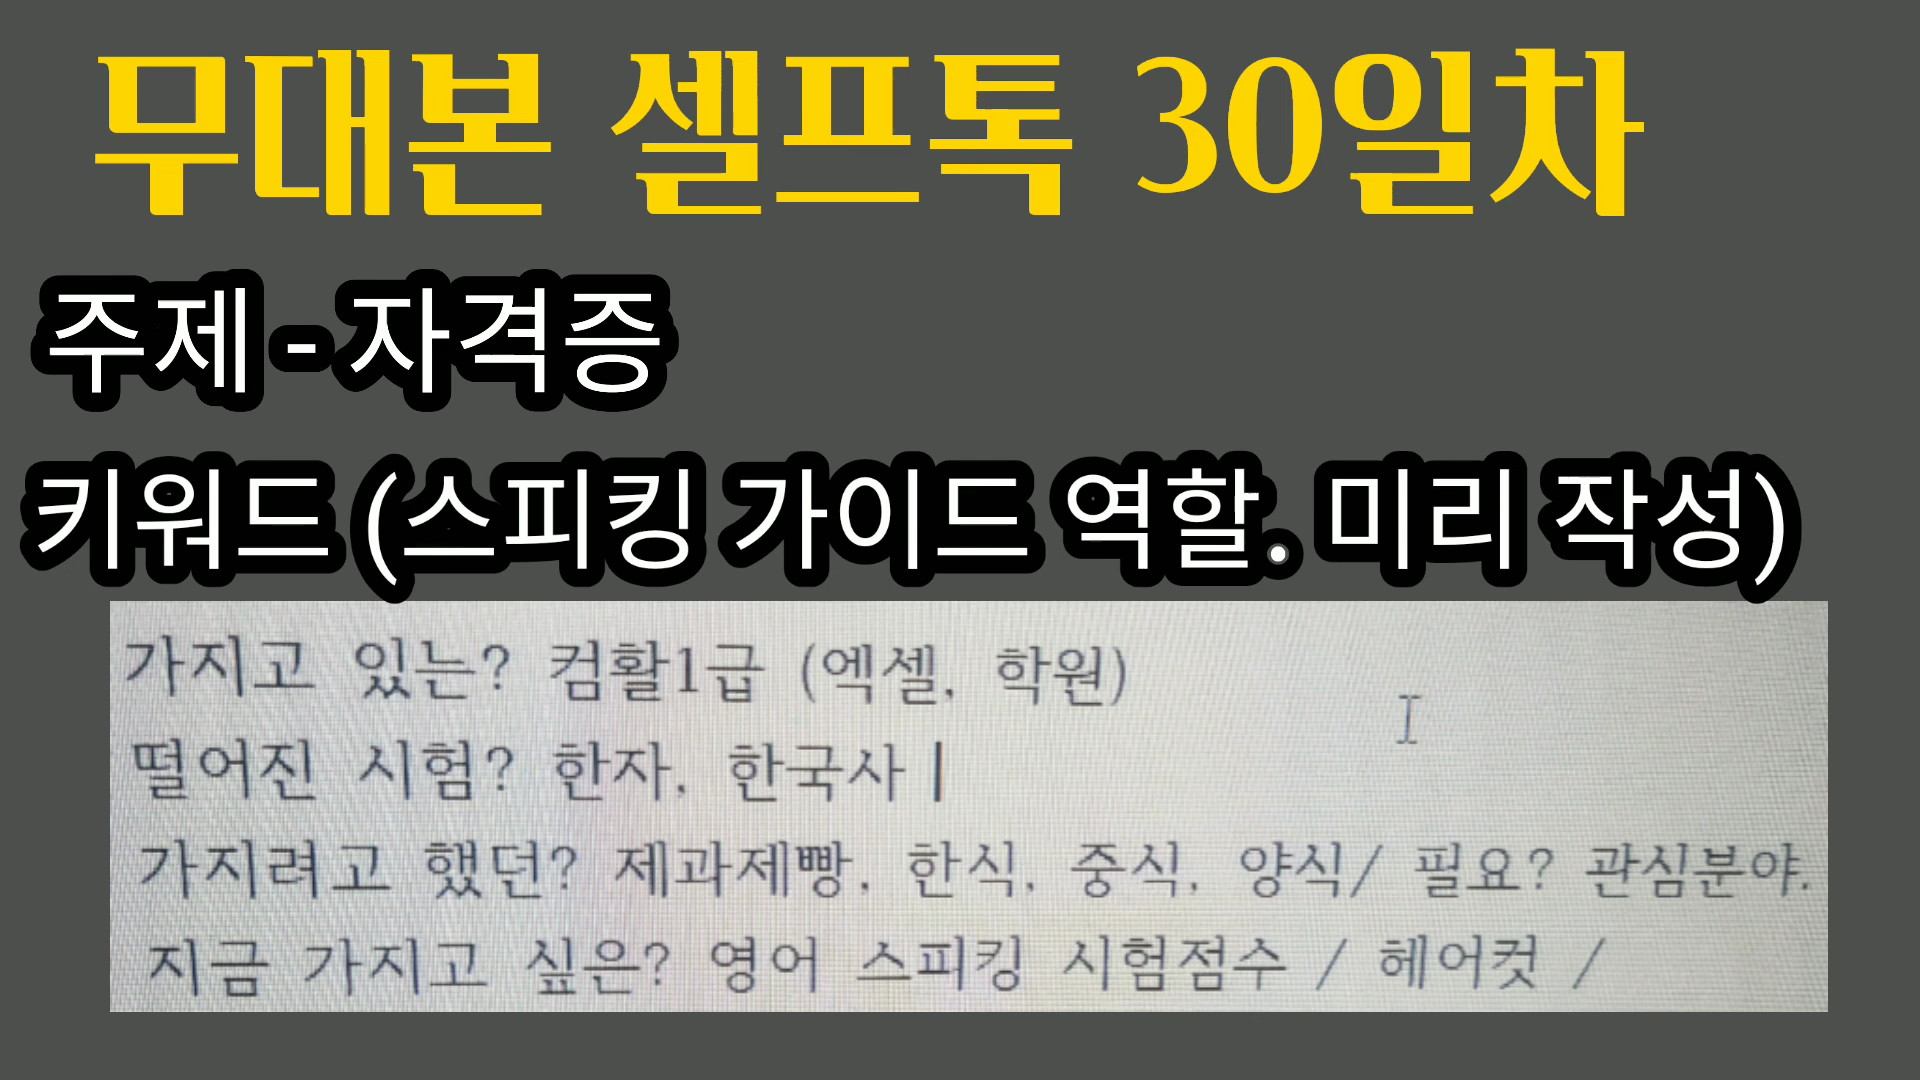 무대본 셀프톡 30일차
주제 - 자격증
키워드 (스피킹 가이드 역할. 미리 작성)
가지고 있는? 컴활1급 (엑셀, 학원)
떨어진 시험? 한자, 한국사
가지려고 했던? 제과제빵, 한식, 중식, 양식/ 필요? 관심분야.
지금 가지고 싶은? 영어 스피킹 시험점수 / 헤어컷 /